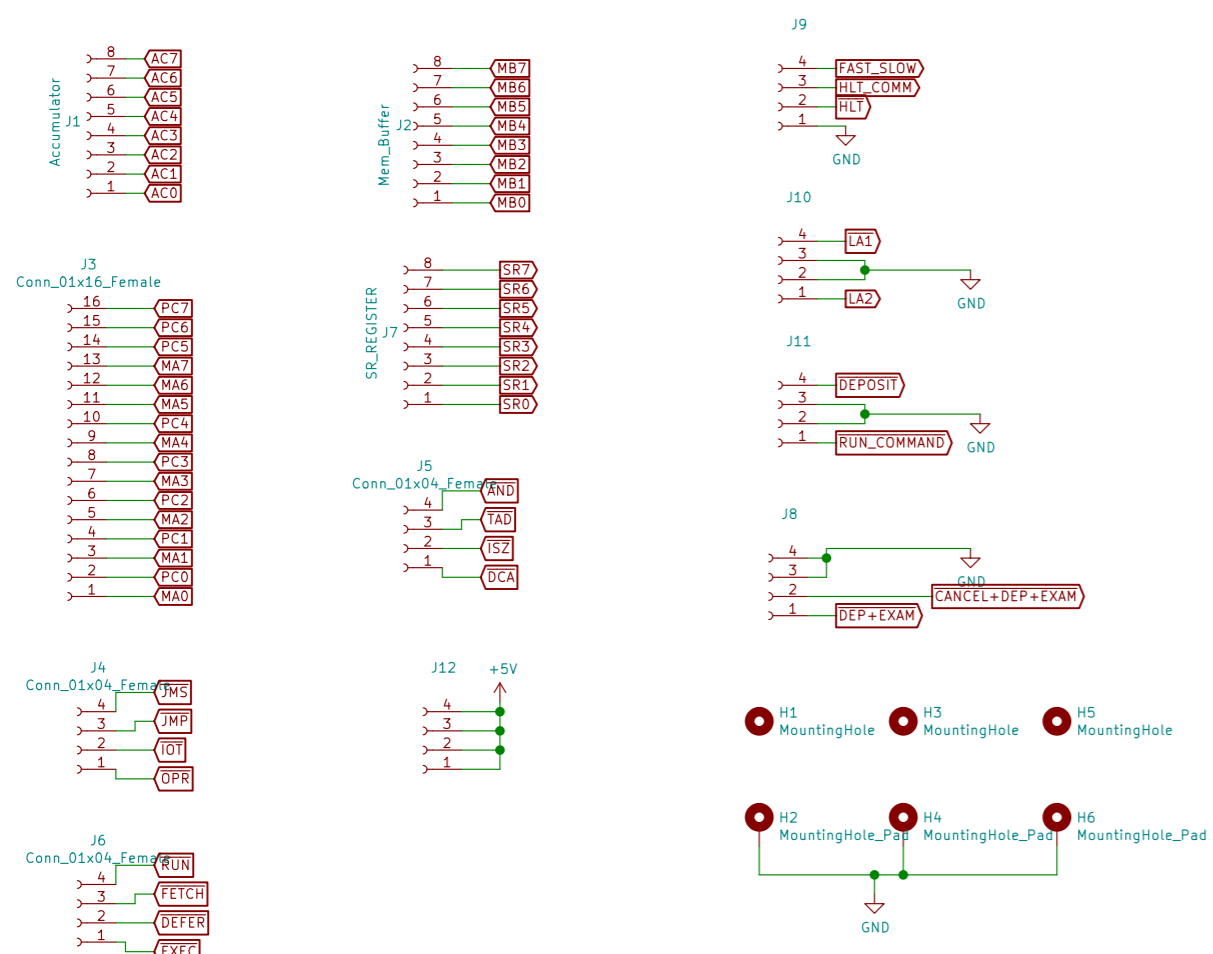 Accumulator
J1
8 AC7
7 AC6
6 AC5
5 AC4
4 AC3
3 AC2
2 AC1
1 AC0
Mem_Buffer
J2
8 MB7
7 MB6
6 MB5
5 MB4
4 MB3
3 MB2
2 MB1
1 MB0
J9
4 FAST_SLOW
3 HLT_COMM
2 HLT
1
GND
J10
4 LA1
3
2
1 LA2
GND
J3
Conn_01x16_Female
16 PC7
15 PC6
14 PC5
13 MA7
12 MA6
11 MA5
10 PC4
9 MA4
8 PC3
7 MA3
6 PC2
5 MA2
4 PC1
3 MA1
2 PC0
1 MA0
SR_REGISTER
J7
8 SR7
7 SR6
6 SR5
5 SR4
4 SR3
3 SR2
2 SR1
1 SR0
J11
4 DEPOSIT
3
2
1 RUN_COMMAND
GND
J5
Conn_01x04_Female
4 AND
3 TAD
2 ISZ
1 DCA
J8
4
3
2 CANCEL+DEP+EXAM
1 DEP+EXAM
GND
J4
Conn_01x04_Female
4 JMS
3 JMP
2 IOT
1 OPR
J12
+5V
4
3
2
1
H1
MountingHole
H3
MountingHole
H5
MountingHole
H2
MountingHole_Pad
H4
MountingHole_Pad
H6
MountingHole_Pad
GND
J6
Conn_01x04_Female
4 RUN
3 FETCH
2 DEFER
1 EXEC